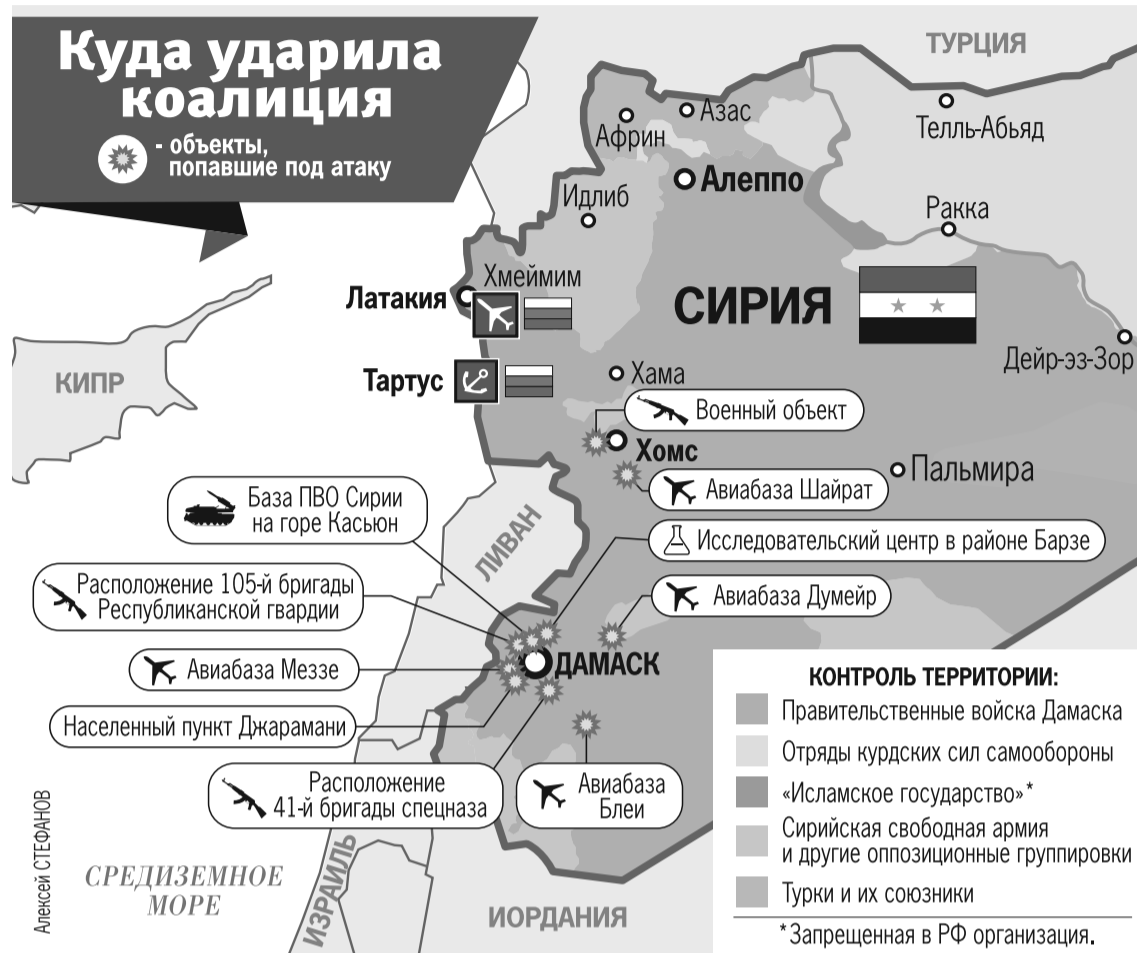 Куда ударила
коалиция
- объекты,
попавшие под атаку
ТУРЦИЯ
Азас
Африн
Телль-Абьяд
Алеппо
Идлиб
Ракка
Хмеймим
Латакия
СИРИЯ
Дейр-эз-Зор
КИПР
Тартус
Хама
Военный объект
Хомс
Пальмира
Авиабаза Шайрат
База ПВО Сирии
на горе Касьюн
ЛИВАН
Исследовательский центр в районе Барзе
Расположение 105-й бригады
Республиканской гвардии
Авиабаза Думейр
Авиабаза Меззе
ДАМАСК
Населенный пункт Джарамани
Расположение
41-й бригады спецназа
Авиабаза
Блеи
КОНТРОЛЬ ТЕРРИТОРИИ:
Правительственные войска Дамаска
Отряды курдских сил самообороны
«Исламское государство»*
Сирийская свободная армия
и другие оппозиционные группировки
Турки и их союзники
*Запрещенная в РФ организация.
СРЕДИЗЕМНОЕ
МОРЕ
ИЗРАИЛЬ
ИОРДАНИЯ
Алексей СТЕФАНОВ